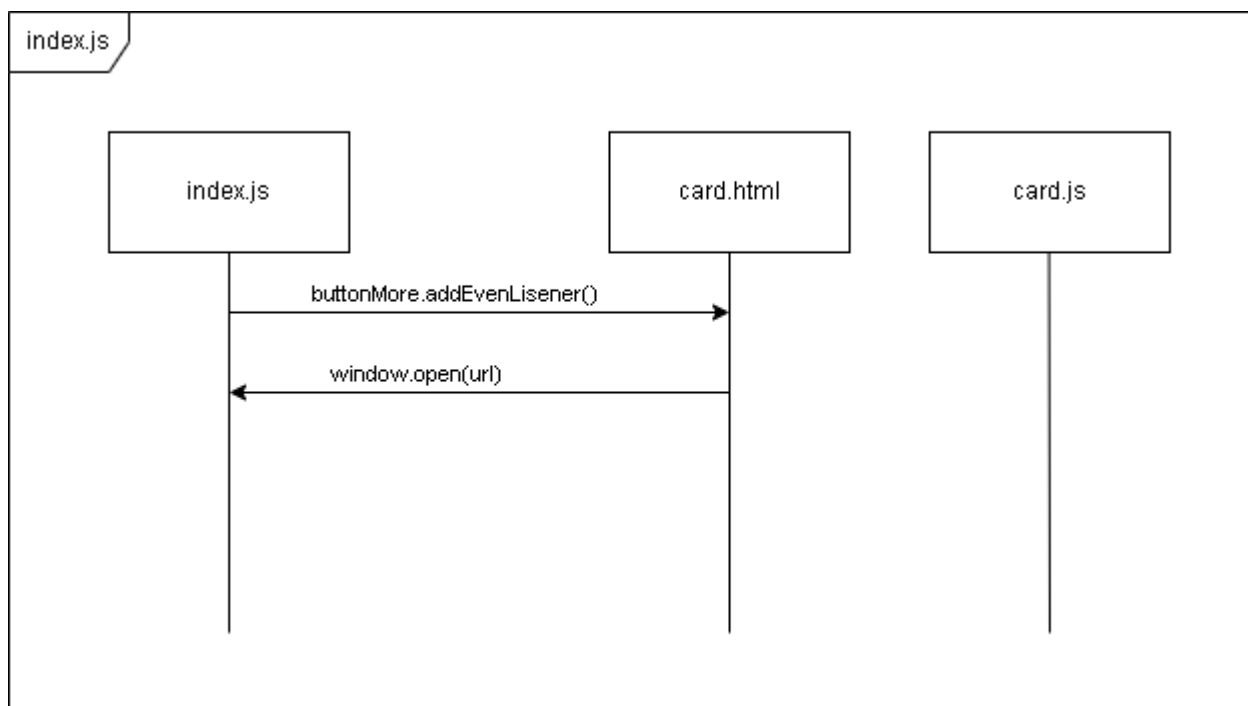 index.js
index.js
card.html
card.js
buttonMore.addEvenLisener()
window.open(url)